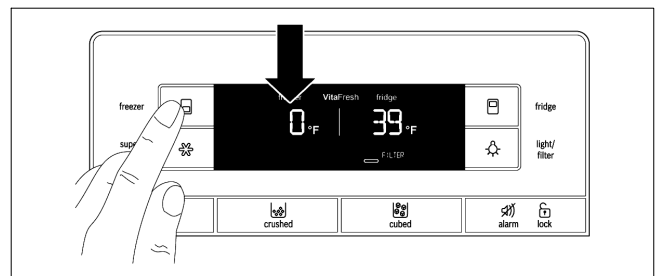 VitaFresh fridge
freezer
fridge
0 °F 39 °F
light/
filter
FILTER
crushed
cubed
alarm lock